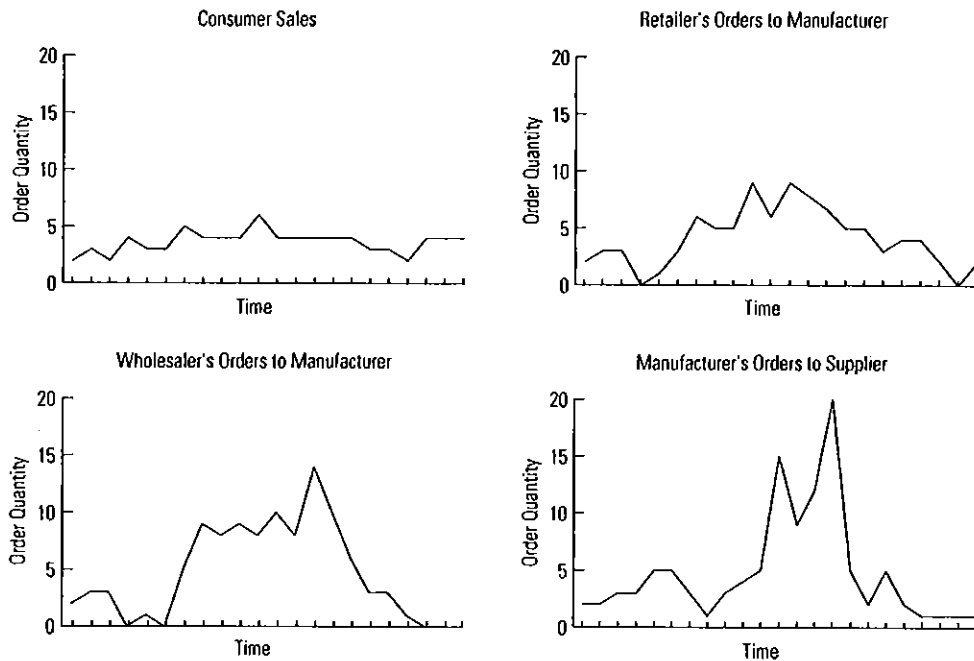 Consumer Sales
20
15
10
5
0
Order Quantity
Time
Retailer's Orders to Manufacturer
20
15
10
5
0
Order Quantity
Time
Wholesaler's Orders to Manufacturer
20
15
10
5
0
Order Quantity
Time
Manufacturer's Orders to Supplier
20
15
10
5
0
Order Quantity
Time